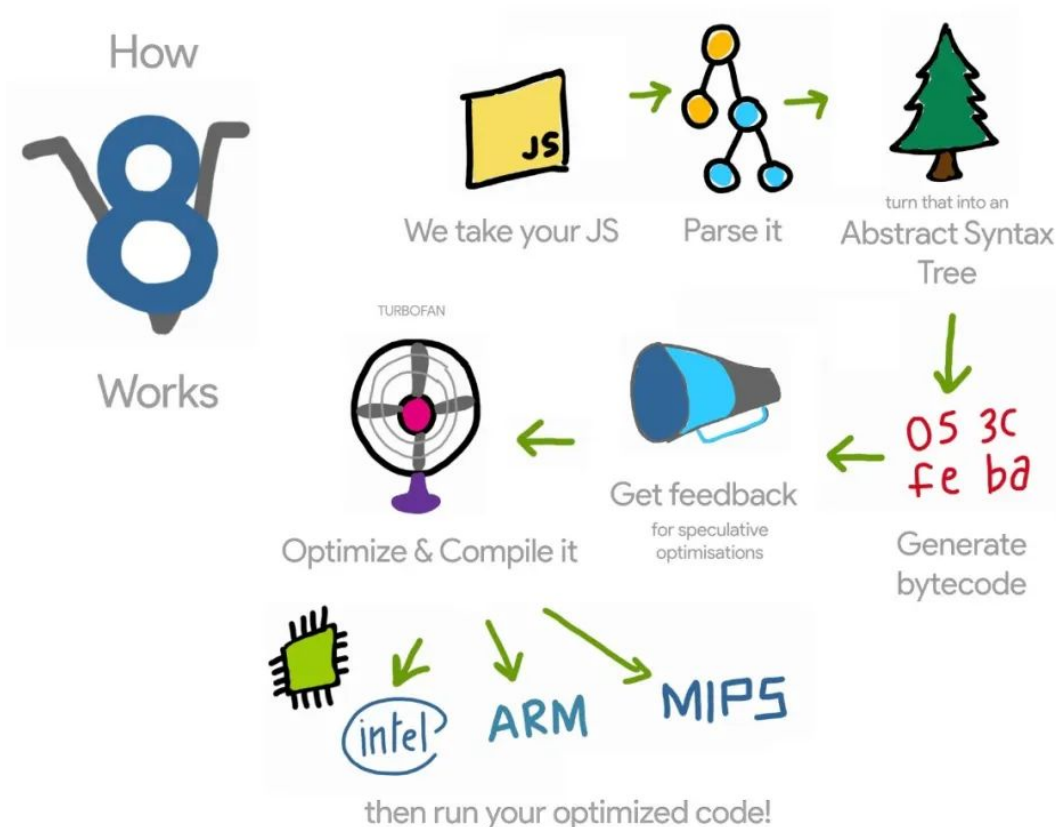 How
8
Works
JS
We take your JS
Parse it
turn that into an
Abstract Syntax
Tree
05 3c
fe ba
Generate
bytecode
Get feedback
for speculative
optimisations
TURBOFAN
Optimize & Compile it
intel
ARM
MIPS
then run your optimized code!